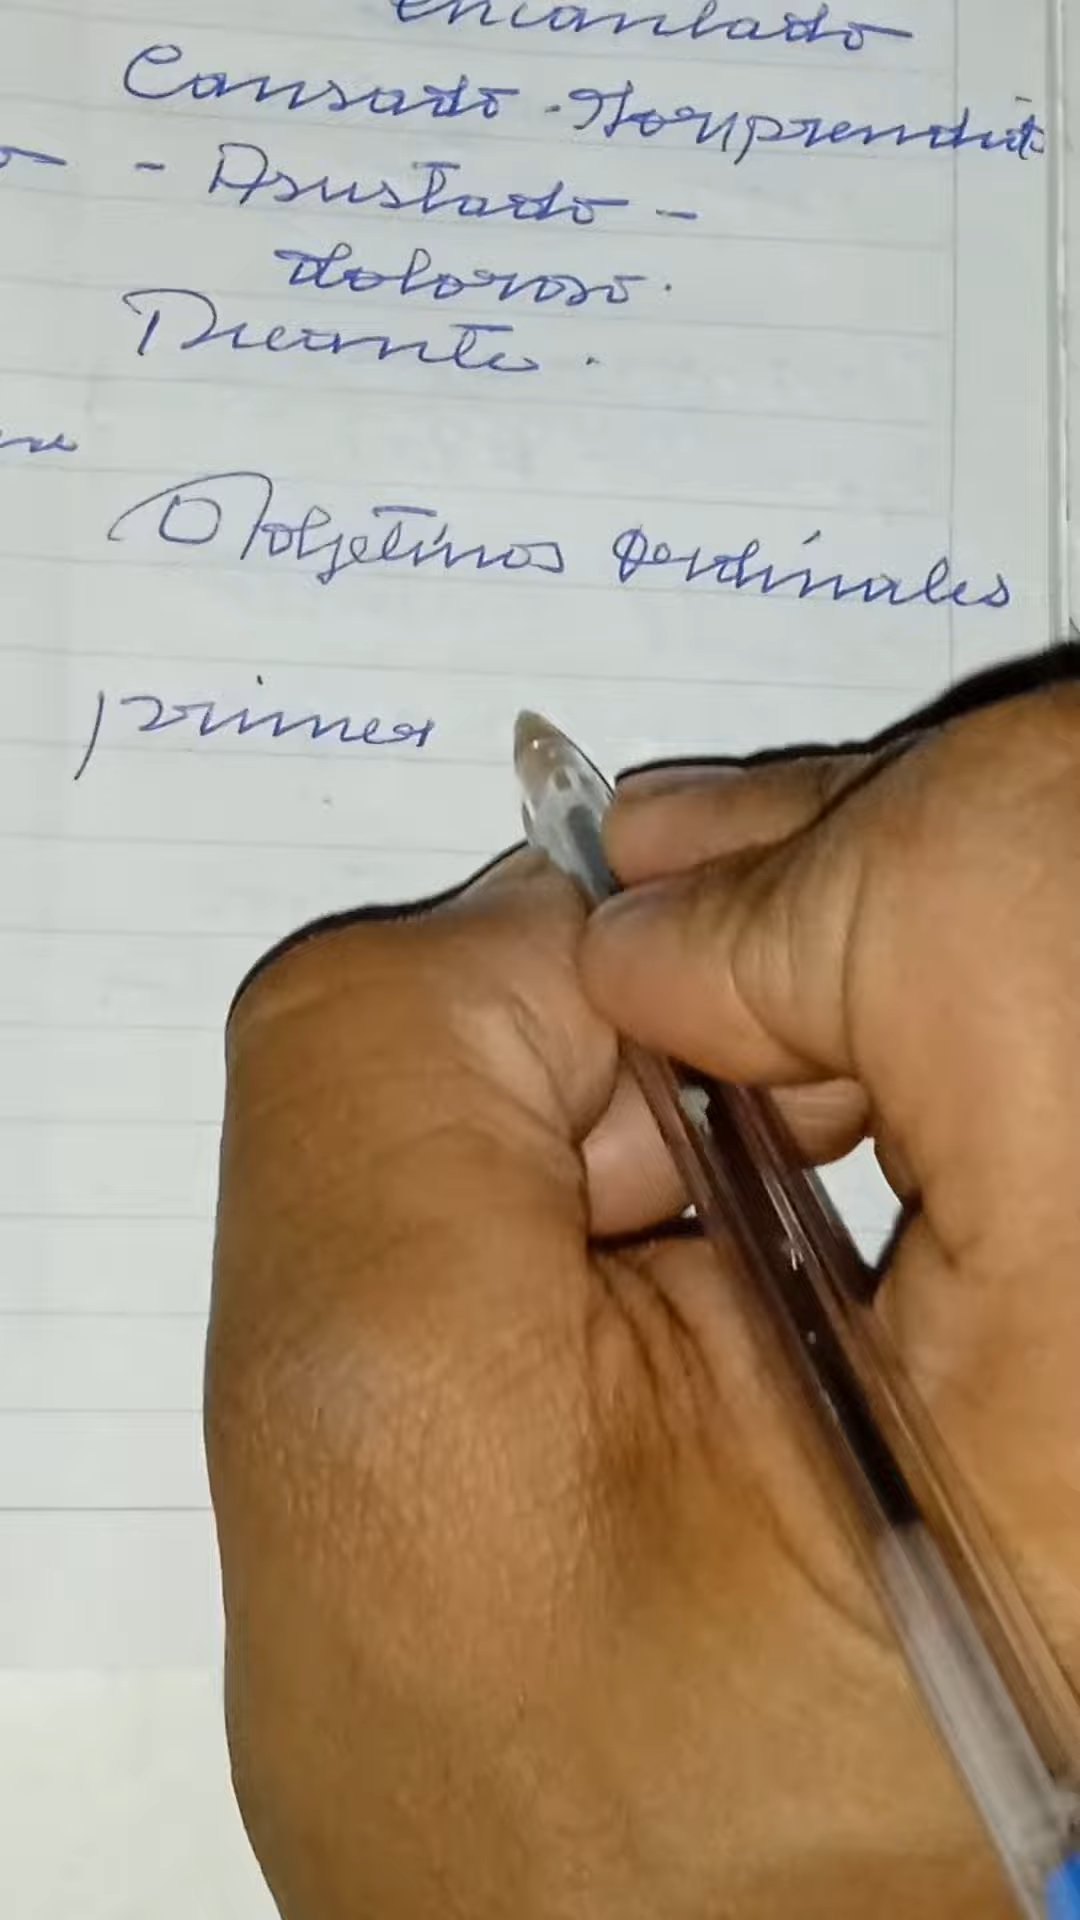 encantado
Cansado - Sorprendido
- Asustado -
doloroso.
Picante.
Adjetivos Ordinales
primer